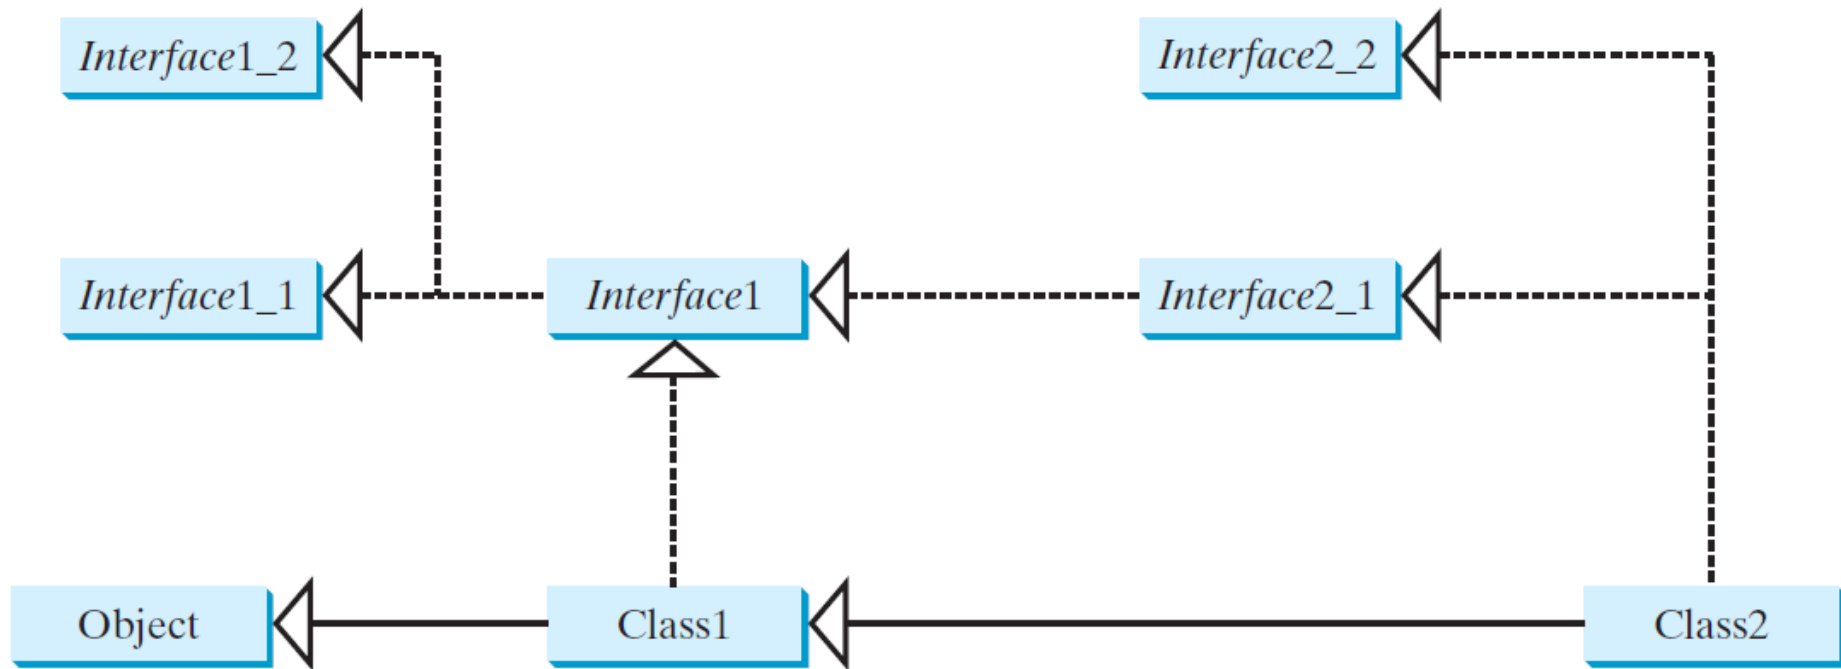 Interface1_2
Interface2_2
Interface1_1
Interface1
Interface2_1
Object
Class1
Class2